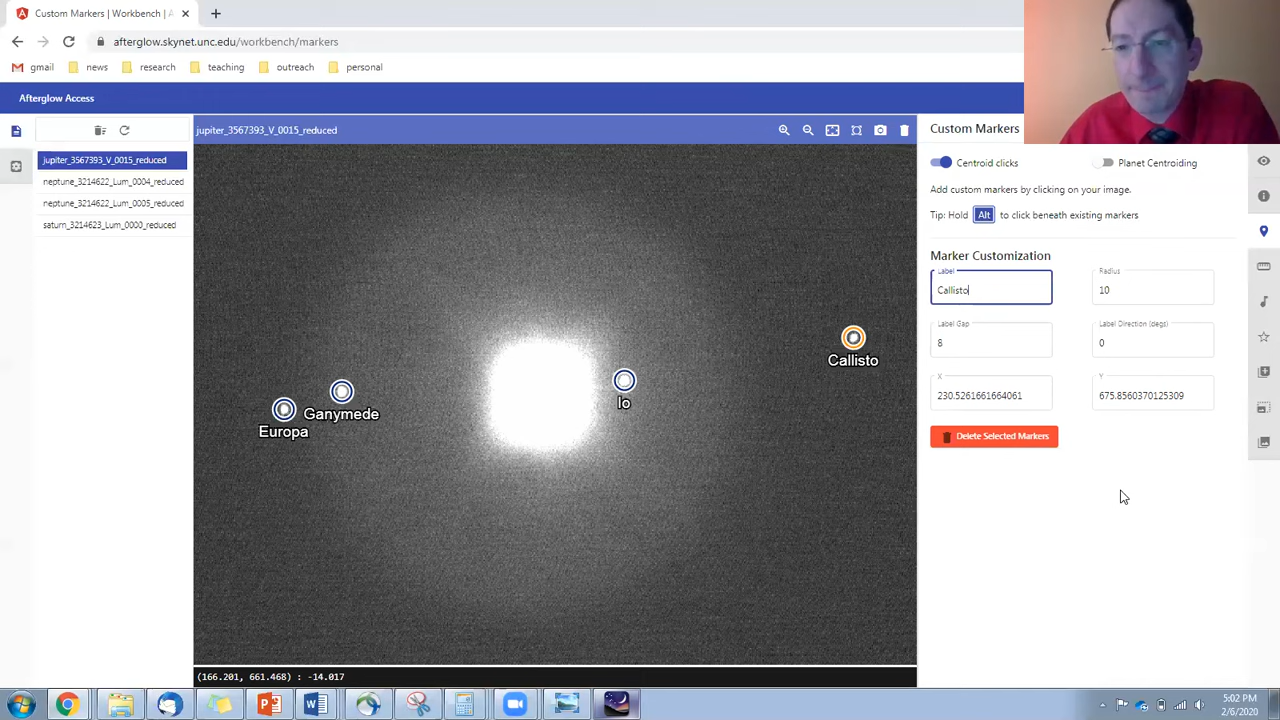 Custom Markers | Workbench | A
afterglow.skynet.unc.edu/workbench/markers
gmail news research teaching outreach personal
Afterglow Access
jupiter_3567393_V_0015_reduced
neptune_3214622_Lum_0004_reduced
neptune_3214622_Lum_0005_reduced
saturn_3214623_Lum_0000_reduced
jupiter_3567393_V_0015_reduced
Callisto
Ganymede
Io
Europa
(166.201, 661.468) : -14.017
Custom Markers
Centroid clicks Planet Centroiding
Add custom markers by clicking on your image.
Tip: Hold Alt to click beneath existing markers
Marker Customization
Label Radius
Callisto 10
Label Gap Label Direction (degs)
8 0
X Y
230.5261661664061 675.8560370125309
Delete Selected Markers
5:02 PM
2/6/2020